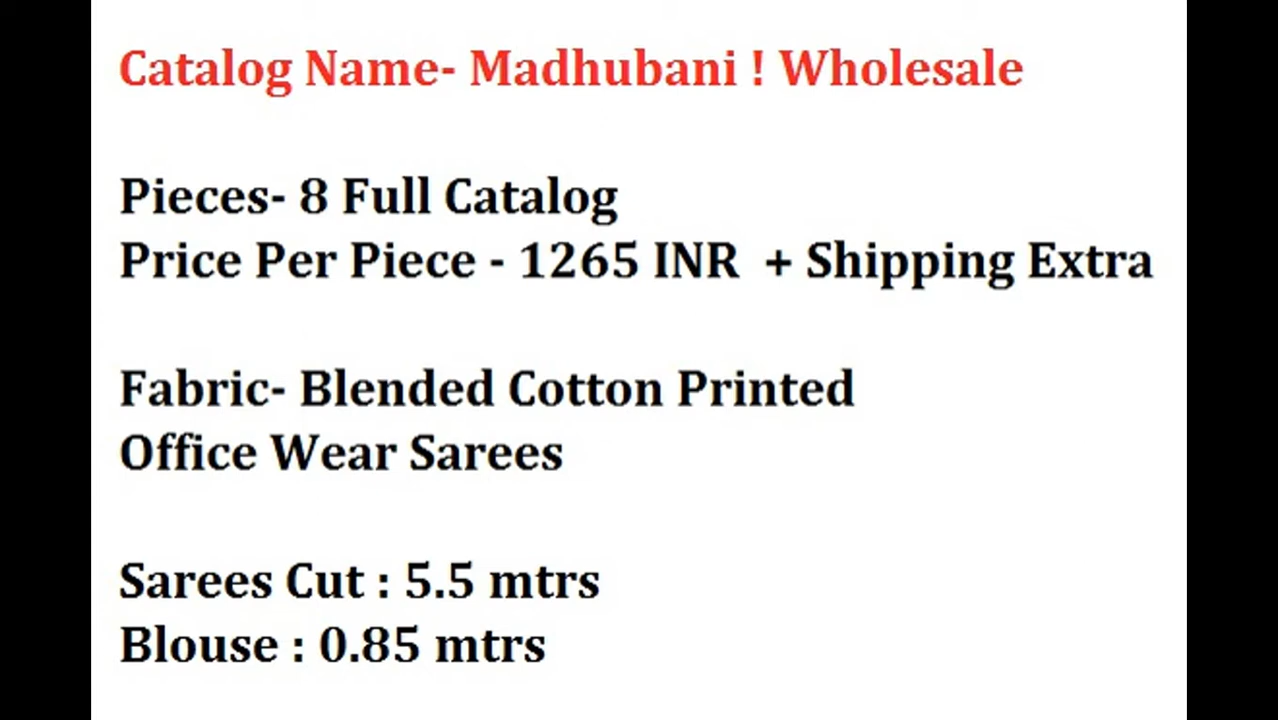 Catalog Name- Madhubani ! Wholesale
Pieces- 8 Full Catalog
Price Per Piece - 1265 INR  + Shipping Extra
Fabric- Blended Cotton Printed
Office Wear Sarees
Sarees Cut : 5.5 mtrs
Blouse : 0.85 mtrs